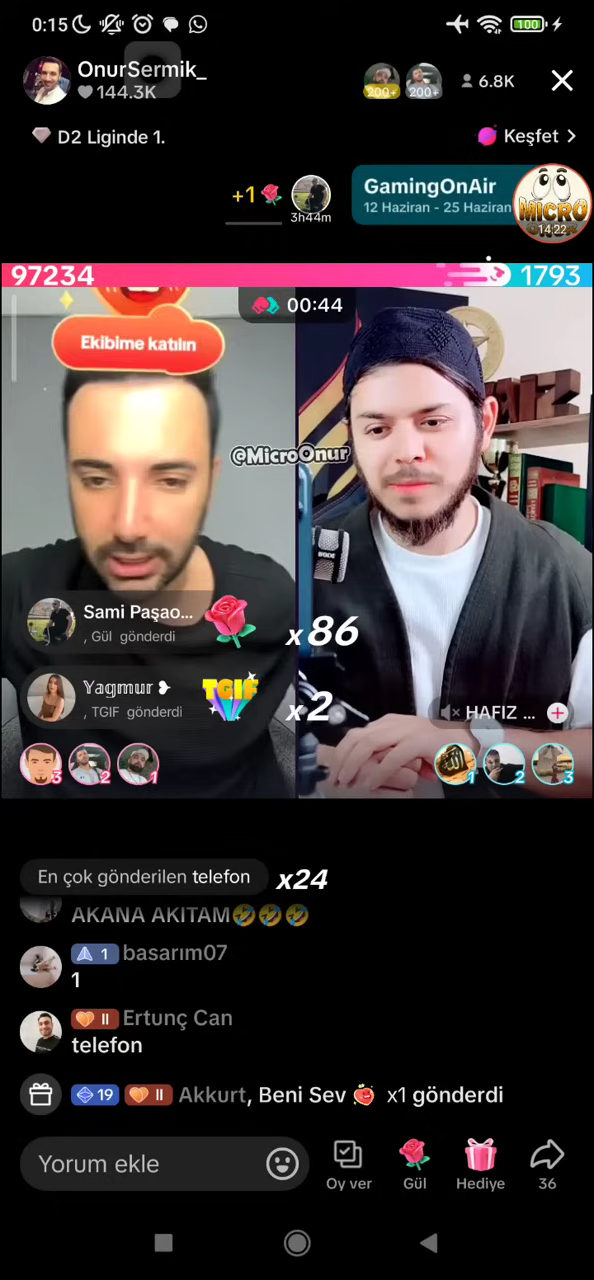 0:15
100
OnurSermik_
144.3K
200+
200+
6.8K
D2 Liginde 1.
Keşfet
+1
3h44m
GamingOnAir
12 Haziran - 25 Haziran
MICRO
14:22
97234
1793
00:44
Ekibime katılın
@MicroOnur
RODE
Sami Paşao...
, Gül gönderdi
x86
Yagmur
, TGIF gönderdi
TGIF
x2
HAFIZ ...
3
2
1
1
2
3
En çok gönderilen telefon
x24
AKANA AKITAM🤣🤣🤣
1 basarım07
1
II Ertunç Can
telefon
19 II Akkurt, Beni Sev x1 gönderdi
Yorum ekle
Oy ver
Gül
Hediye
36